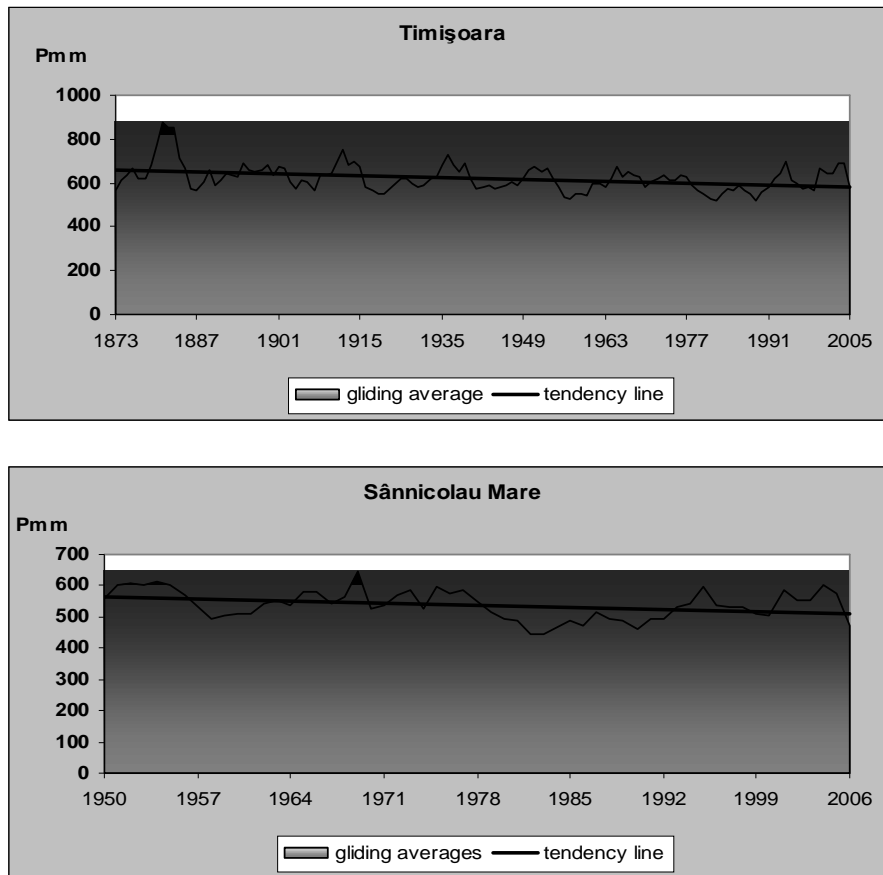 Timişoara
Pmm
1000
800
600
400
200
0
1873 1887 1901 1915 1935 1949 1963 1977 1991 2005
gliding average tendency line
Sânnicolau Mare
Pmm
700
600
500
400
300
200
100
0
1950 1957 1964 1971 1978 1985 1992 1999 2006
gliding averages tendency line